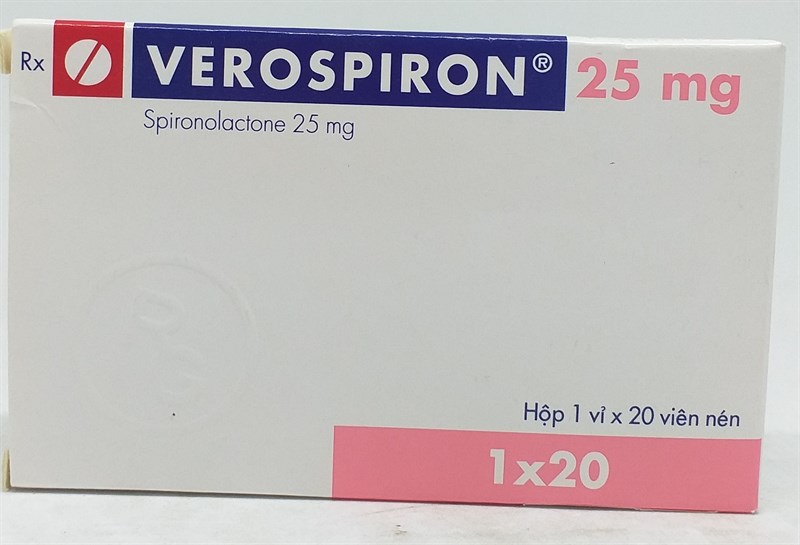 Rx VEROSPIRON® 25 mg
Spironolactone 25 mg
Hộp 1 vỉ x 20 viên nén
1x20